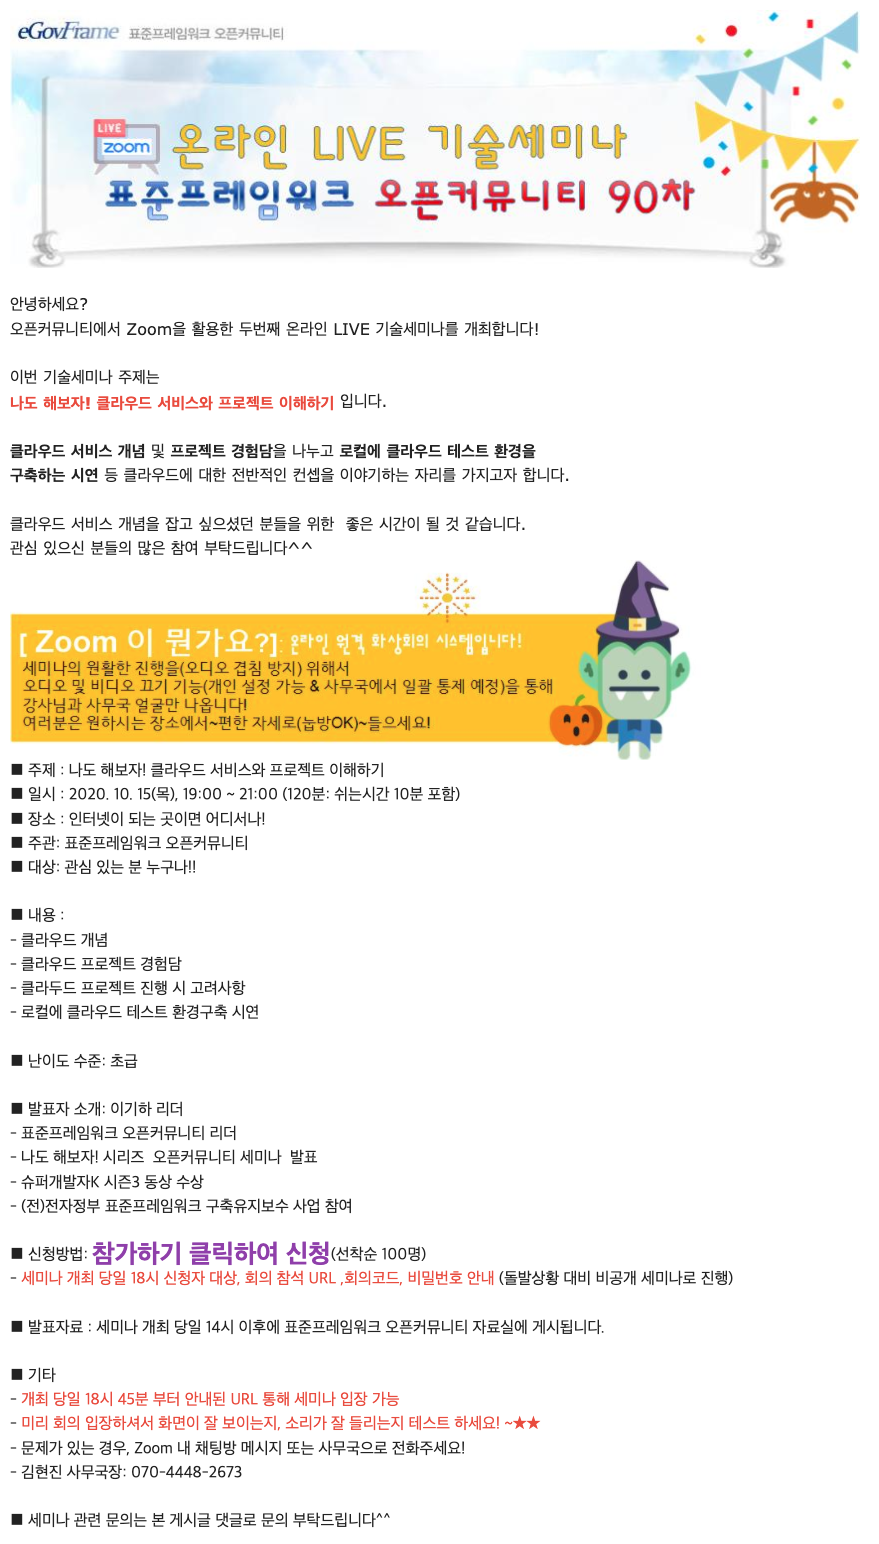 eGovFrame 표준프레임워크 오픈커뮤니티
LIVE
zoom
온라인 LIVE 기술세미나
표준프레임워크 오픈커뮤니티 90차
안녕하세요?
오픈커뮤니티에서 Zoom을 활용한 두번째 온라인 LIVE 기술세미나를 개최합니다!
이번 기술세미나 주제는
나도 해보자! 클라우드 서비스와 프로젝트 이해하기 입니다.
클라우드 서비스 개념 및 프로젝트 경험담을 나누고 로컬에 클라우드 테스트 환경을
구축하는 시연 등 클라우드에 대한 전반적인 컨셉을 이야기하는 자리를 가지고자 합니다.
클라우드 서비스 개념을 잡고 싶으셨던 분들을 위한  좋은 시간이 될 것 같습니다.
관심 있으신 분들의 많은 참여 부탁드립니다^^
[ Zoom 이 뭔가요?]: 온라인 원격 화상회의 시스템입니다!
세미나의 원활한 진행을(오디오 겹침 방지) 위해서
오디오 및 비디오 끄기 기능(개인 설정 가능 & 사무국에서 일괄 통제 예정)을 통해
강사님과 사무국 얼굴만 나옵니다!
여러분은 원하시는 장소에서~편한 자세로(눕방OK)~들으세요!
■ 주제 : 나도 해보자! 클라우드 서비스와 프로젝트 이해하기
■ 일시 : 2020. 10. 15(목), 19:00 ~ 21:00 (120분: 쉬는시간 10분 포함)
■ 장소 : 인터넷이 되는 곳이면 어디서나!
■ 주관: 표준프레임워크 오픈커뮤니티
■ 대상: 관심 있는 분 누구나!!
■ 내용 :
- 클라우드 개념
- 클라우드 프로젝트 경험담
- 클라두드 프로젝트 진행 시 고려사항
- 로컬에 클라우드 테스트 환경구축 시연
■ 난이도 수준: 초급
■ 발표자 소개: 이기하 리더
- 표준프레임워크 오픈커뮤니티 리더
- 나도 해보자! 시리즈  오픈커뮤니티 세미나  발표
- 슈퍼개발자K 시즌3 동상 수상
- (전)전자정부 표준프레임워크 구축유지보수 사업 참여
■ 신청방법: 참가하기 클릭하여 신청(선착순 100명)
- 세미나 개최 당일 18시 신청자 대상, 회의 참석 URL ,회의코드, 비밀번호 안내 (돌발상황 대비 비공개 세미나로 진행)
■ 발표자료 : 세미나 개최 당일 14시 이후에 표준프레임워크 오픈커뮤니티 자료실에 게시됩니다.
■ 기타
- 개최 당일 18시 45분 부터 안내된 URL 통해 세미나 입장 가능
- 미리 회의 입장하셔서 화면이 잘 보이는지, 소리가 잘 들리는지 테스트 하세요! ~★★
- 문제가 있는 경우, Zoom 내 채팅방 메시지 또는 사무국으로 전화주세요!
- 김현진 사무국장: 070-4448-2673
■ 세미나 관련 문의는 본 게시글 댓글로 문의 부탁드립니다^^